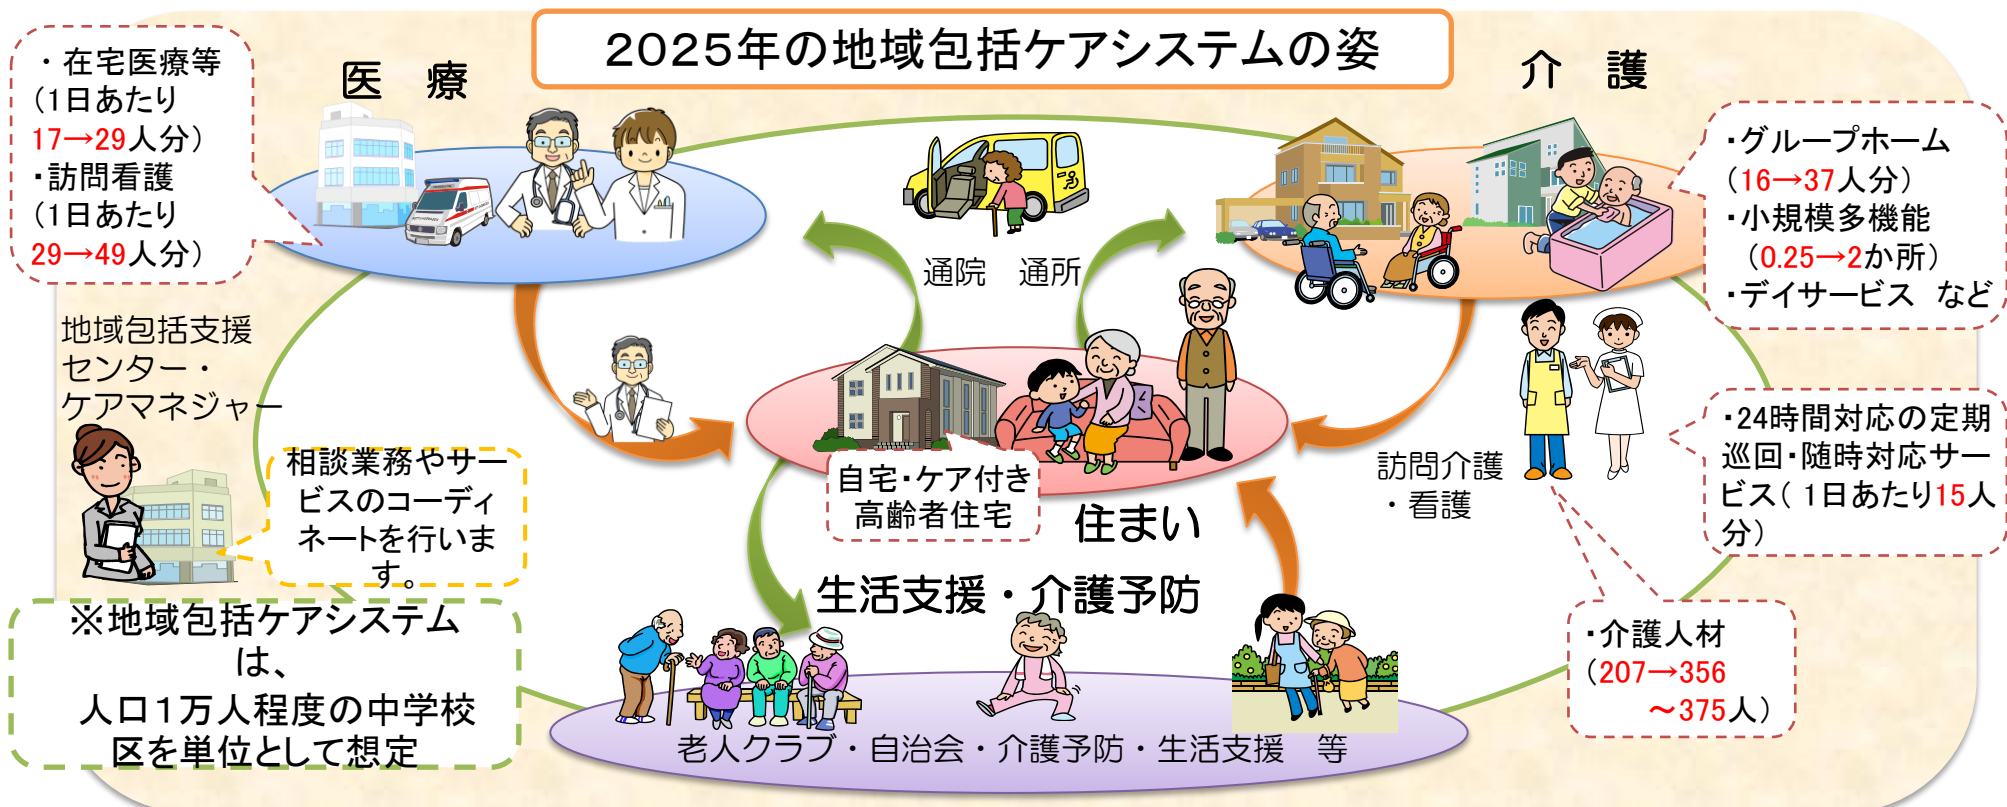 2025年の地域包括ケアシステムの姿
・ 在宅医療等
(1日あたり
17→29人分)
・訪問看護
(1日あたり
29→49人分)
医 療
介 護
・グループホーム
(16→37人分)
・小規模多機能
(0.25→2か所)
・デイサービス など
通院 通所
地域包括支援
センター・
ケアマネジャー
相談業務やサー
ビスのコーディ
ネートを行いま
す。
自宅・ケア付き
高齢者住宅
住まい
訪問介護
・看護
・24時間対応の定期
巡回・随時対応サー
ビス( 1日あたり15人
分)
生活支援・介護予防
・介護人材
(207→356
～375人)
※地域包括ケアシステム
は、
人口1万人程度の中学校
区を単位として想定
老人クラブ・自治会・介護予防・生活支援 等